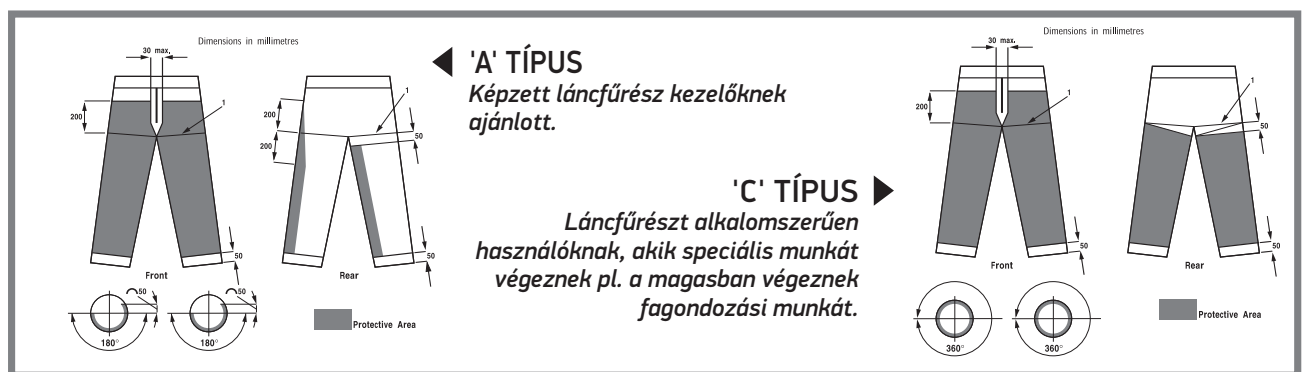 Dimensions in millimetres
30 max.
200
1
200
1
50
50
50
Front
Rear
50
50
180°
180°
Protective Area
'A' TÍPUS
Képzett láncfűrész kezelőknek
ajánlott.
'C' TÍPUS
Láncfűrészt alkalomszerűen
használóknak, akik speciális munkát
végeznek pl. a magasban végeznek
fagondozási munkát.
Dimensions in millimetres
30 max.
200
1
1
50
50
50
Front
Rear
360°
360°
Protective Area